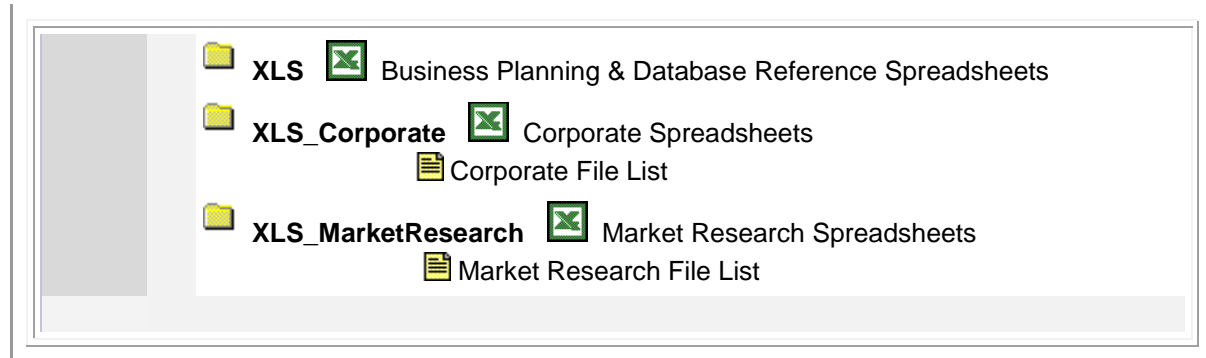 XLS Business Planning & Database Reference Spreadsheets
XLS_Corporate Corporate Spreadsheets
Corporate File List
XLS_MarketResearch Market Research Spreadsheets
Market Research File List